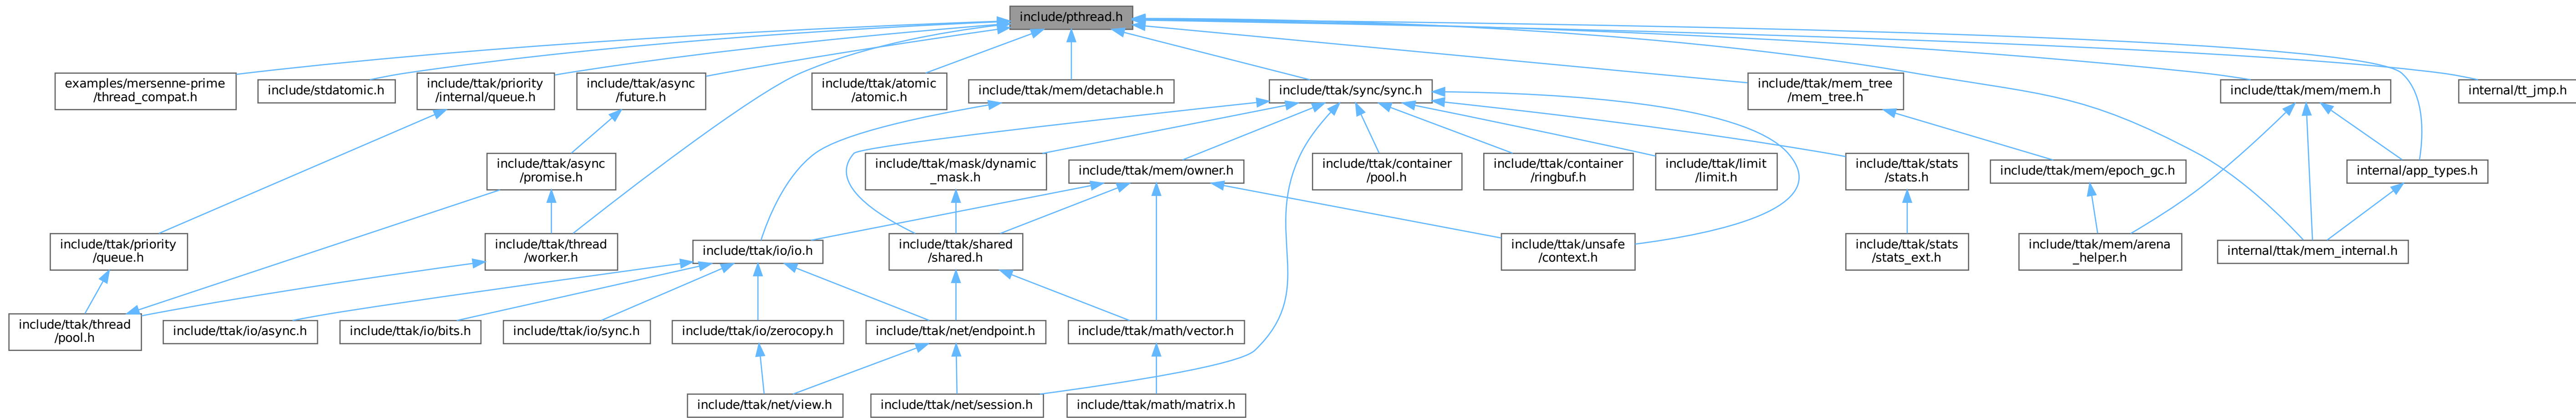 include/pthread.h
examples/mersenne-prime
/thread_compat.h
include/stdatomic.h
include/ttak/priority
/internal/queue.h
include/ttak/async
/future.h
include/ttak/atomic
/atomic.h
include/ttak/mem/detachable.h
include/ttak/sync/sync.h
include/ttak/mem_tree
/mem_tree.h
include/ttak/mem/mem.h
internal/tt_jmp.h
include/ttak/async
/promise.h
include/ttak/mask/dynamic
_mask.h
include/ttak/mem/owner.h
include/ttak/container
/pool.h
include/ttak/container
/ringbuf.h
include/ttak/limit
/limit.h
include/ttak/stats
/stats.h
include/ttak/mem/epoch_gc.h
internal/app_types.h
include/ttak/priority
/queue.h
include/ttak/thread
/worker.h
include/ttak/io/io.h
include/ttak/shared
/shared.h
include/ttak/unsafe
/context.h
include/ttak/stats
/stats_ext.h
include/ttak/mem/arena
_helper.h
internal/ttak/mem_internal.h
include/ttak/thread
/pool.h
include/ttak/io/async.h
include/ttak/io/bits.h
include/ttak/io/sync.h
include/ttak/io/zerocopy.h
include/ttak/net/endpoint.h
include/ttak/math/vector.h
include/ttak/net/view.h
include/ttak/net/session.h
include/ttak/math/matrix.h